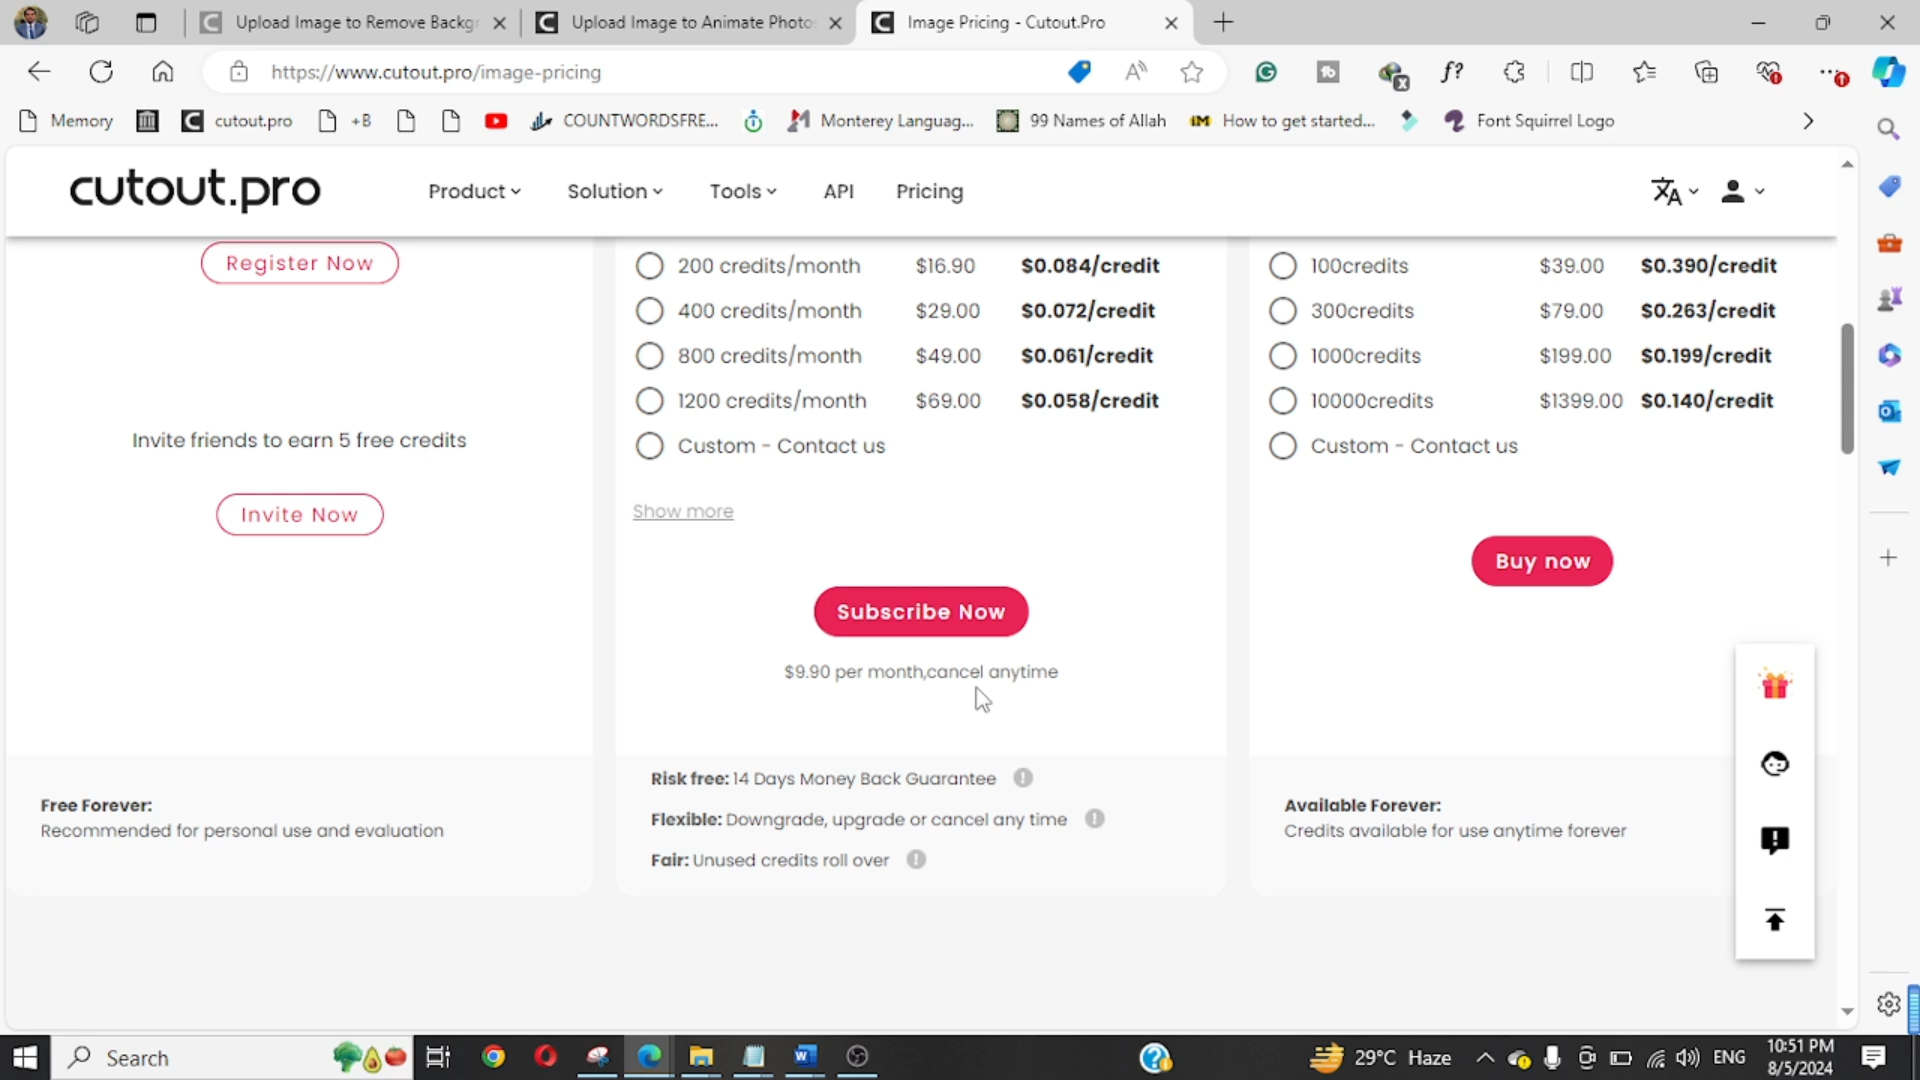 Upload Image to Remove Backgr
Upload Image to Animate Photo
Image Pricing - Cutout.Pro
https://www.cutout.pro/image-pricing
Memory
cutout.pro
+B
COUNTWORDSFRE...
Monterey Languag...
99 Names of Allah
How to get started...
Font Squirrel Logo
cutout.pro
Product
Solution
Tools
API
Pricing
Register Now
Invite friends to earn 5 free credits
Invite Now
Free Forever:
Recommended for personal use and evaluation
200 credits/month $16.90 $0.084/credit
400 credits/month $29.00 $0.072/credit
800 credits/month $49.00 $0.061/credit
1200 credits/month $69.00 $0.058/credit
Custom - Contact us
Show more
Subscribe Now
$9.90 per month,cancel anytime
Risk free: 14 Days Money Back Guarantee
Flexible: Downgrade, upgrade or cancel any time
Fair: Unused credits roll over
100credits $39.00 $0.390/credit
300credits $79.00 $0.263/credit
1000credits $199.00 $0.199/credit
10000credits $1399.00 $0.140/credit
Custom - Contact us
Buy now
Available Forever:
Credits available for use anytime forever
Search
29°C Haze
ENG
10:51 PM
8/5/2024